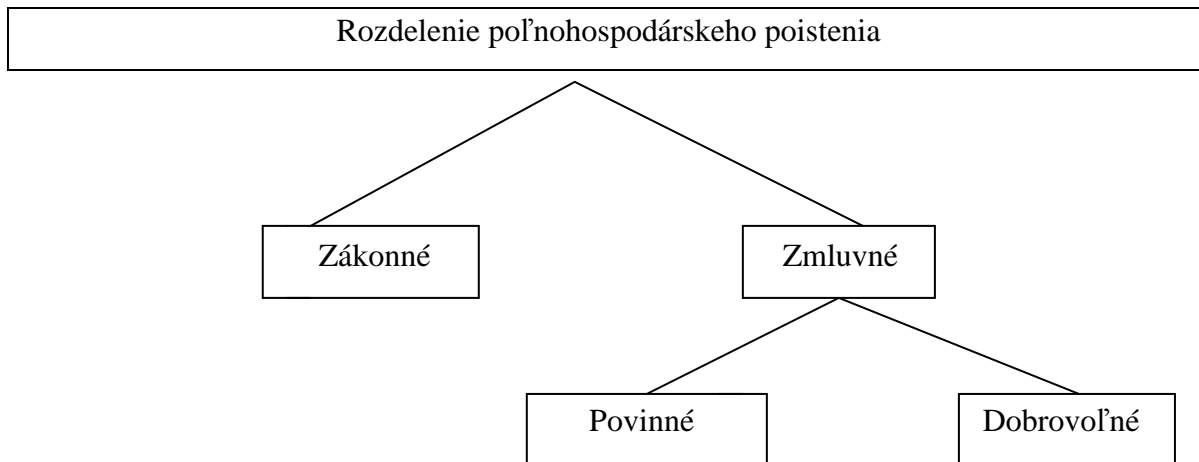 Rozdelenie poľnohospodárskeho poistenia
Zákonné
Zmluvné
Povinné
Dobrovoľné